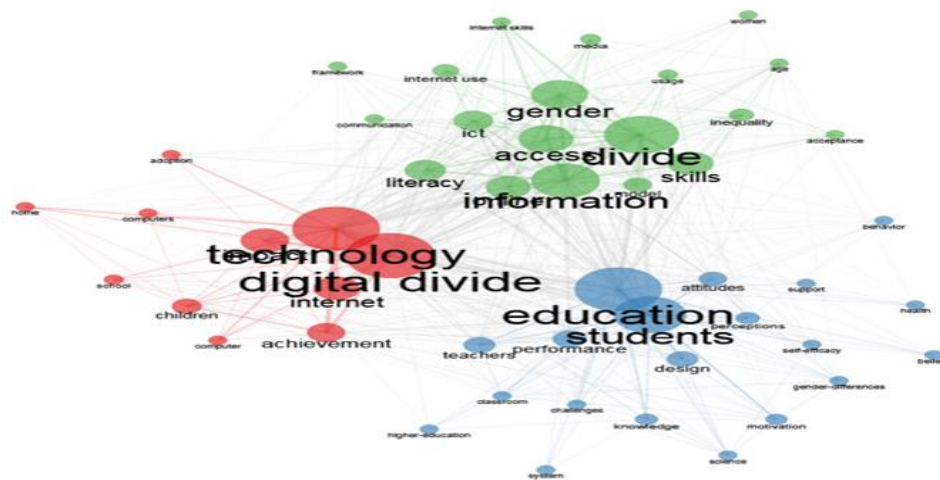 women
internet skills
media
age
framework
internet use
usage
gender
communication
ict
inequality
acceptance
access
divide
adoption
literacy
skills
model
information
home
computers
behavior
technology
impact
digital divide
attitudes
support
school
internet
health
children
education
perceptions
students
computer
achievement
teachers
performance
self-efficacy
design
gender-differences
classroom
challenges
knowledge
motivation
higher-education
science
system